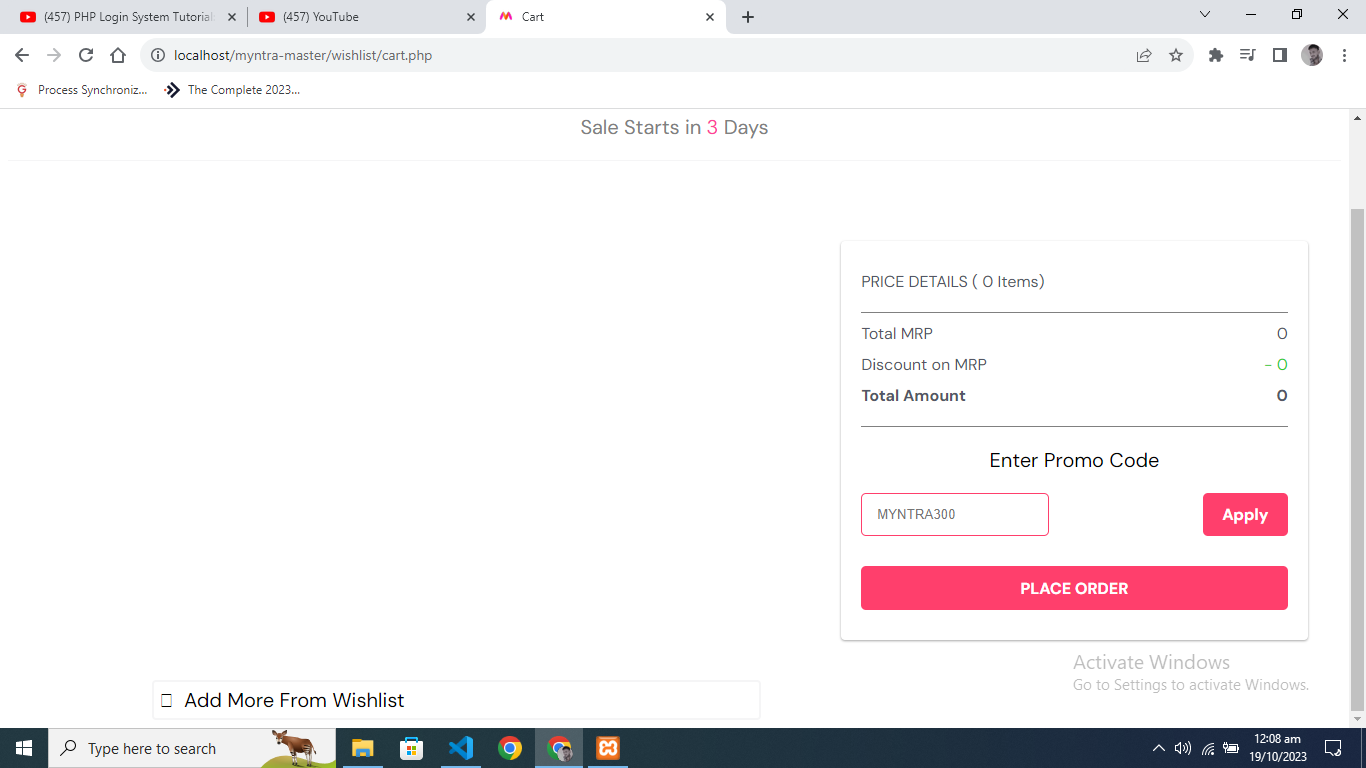 (457) PHP Login System Tutorial
(457) YouTube
Cart
localhost/myntra-master/wishlist/cart.php
Process Synchroniz...
The Complete 2023...
Sale Starts in 3 Days
PRICE DETAILS ( 0 Items)
Total MRP 0
Discount on MRP - 0
Total Amount 0
Enter Promo Code
MYNTRA300 Apply
PLACE ORDER
Activate Windows
Go to Settings to activate Windows.
Add More From Wishlist
Type here to search
12:08 am
19/10/2023